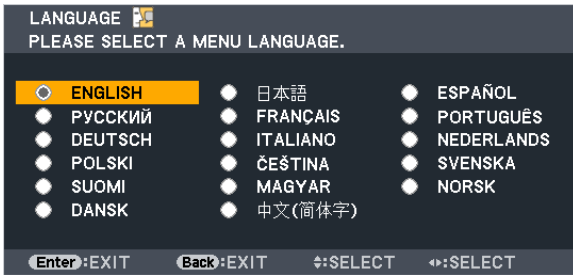 LANGUAGE
PLEASE SELECT A MENU LANGUAGE.
ENGLISH 日本語 ESPAÑOL
РУССКИЙ FRANÇAIS PORTUGUÊS
DEUTSCH ITALIANO NEDERLANDS
POLSKI ČEŠTINA SVENSKA
SUOMI MAGYAR NORSK
DANSK 中文(简体字)
Enter:EXIT Back:EXIT :SELECT :SELECT